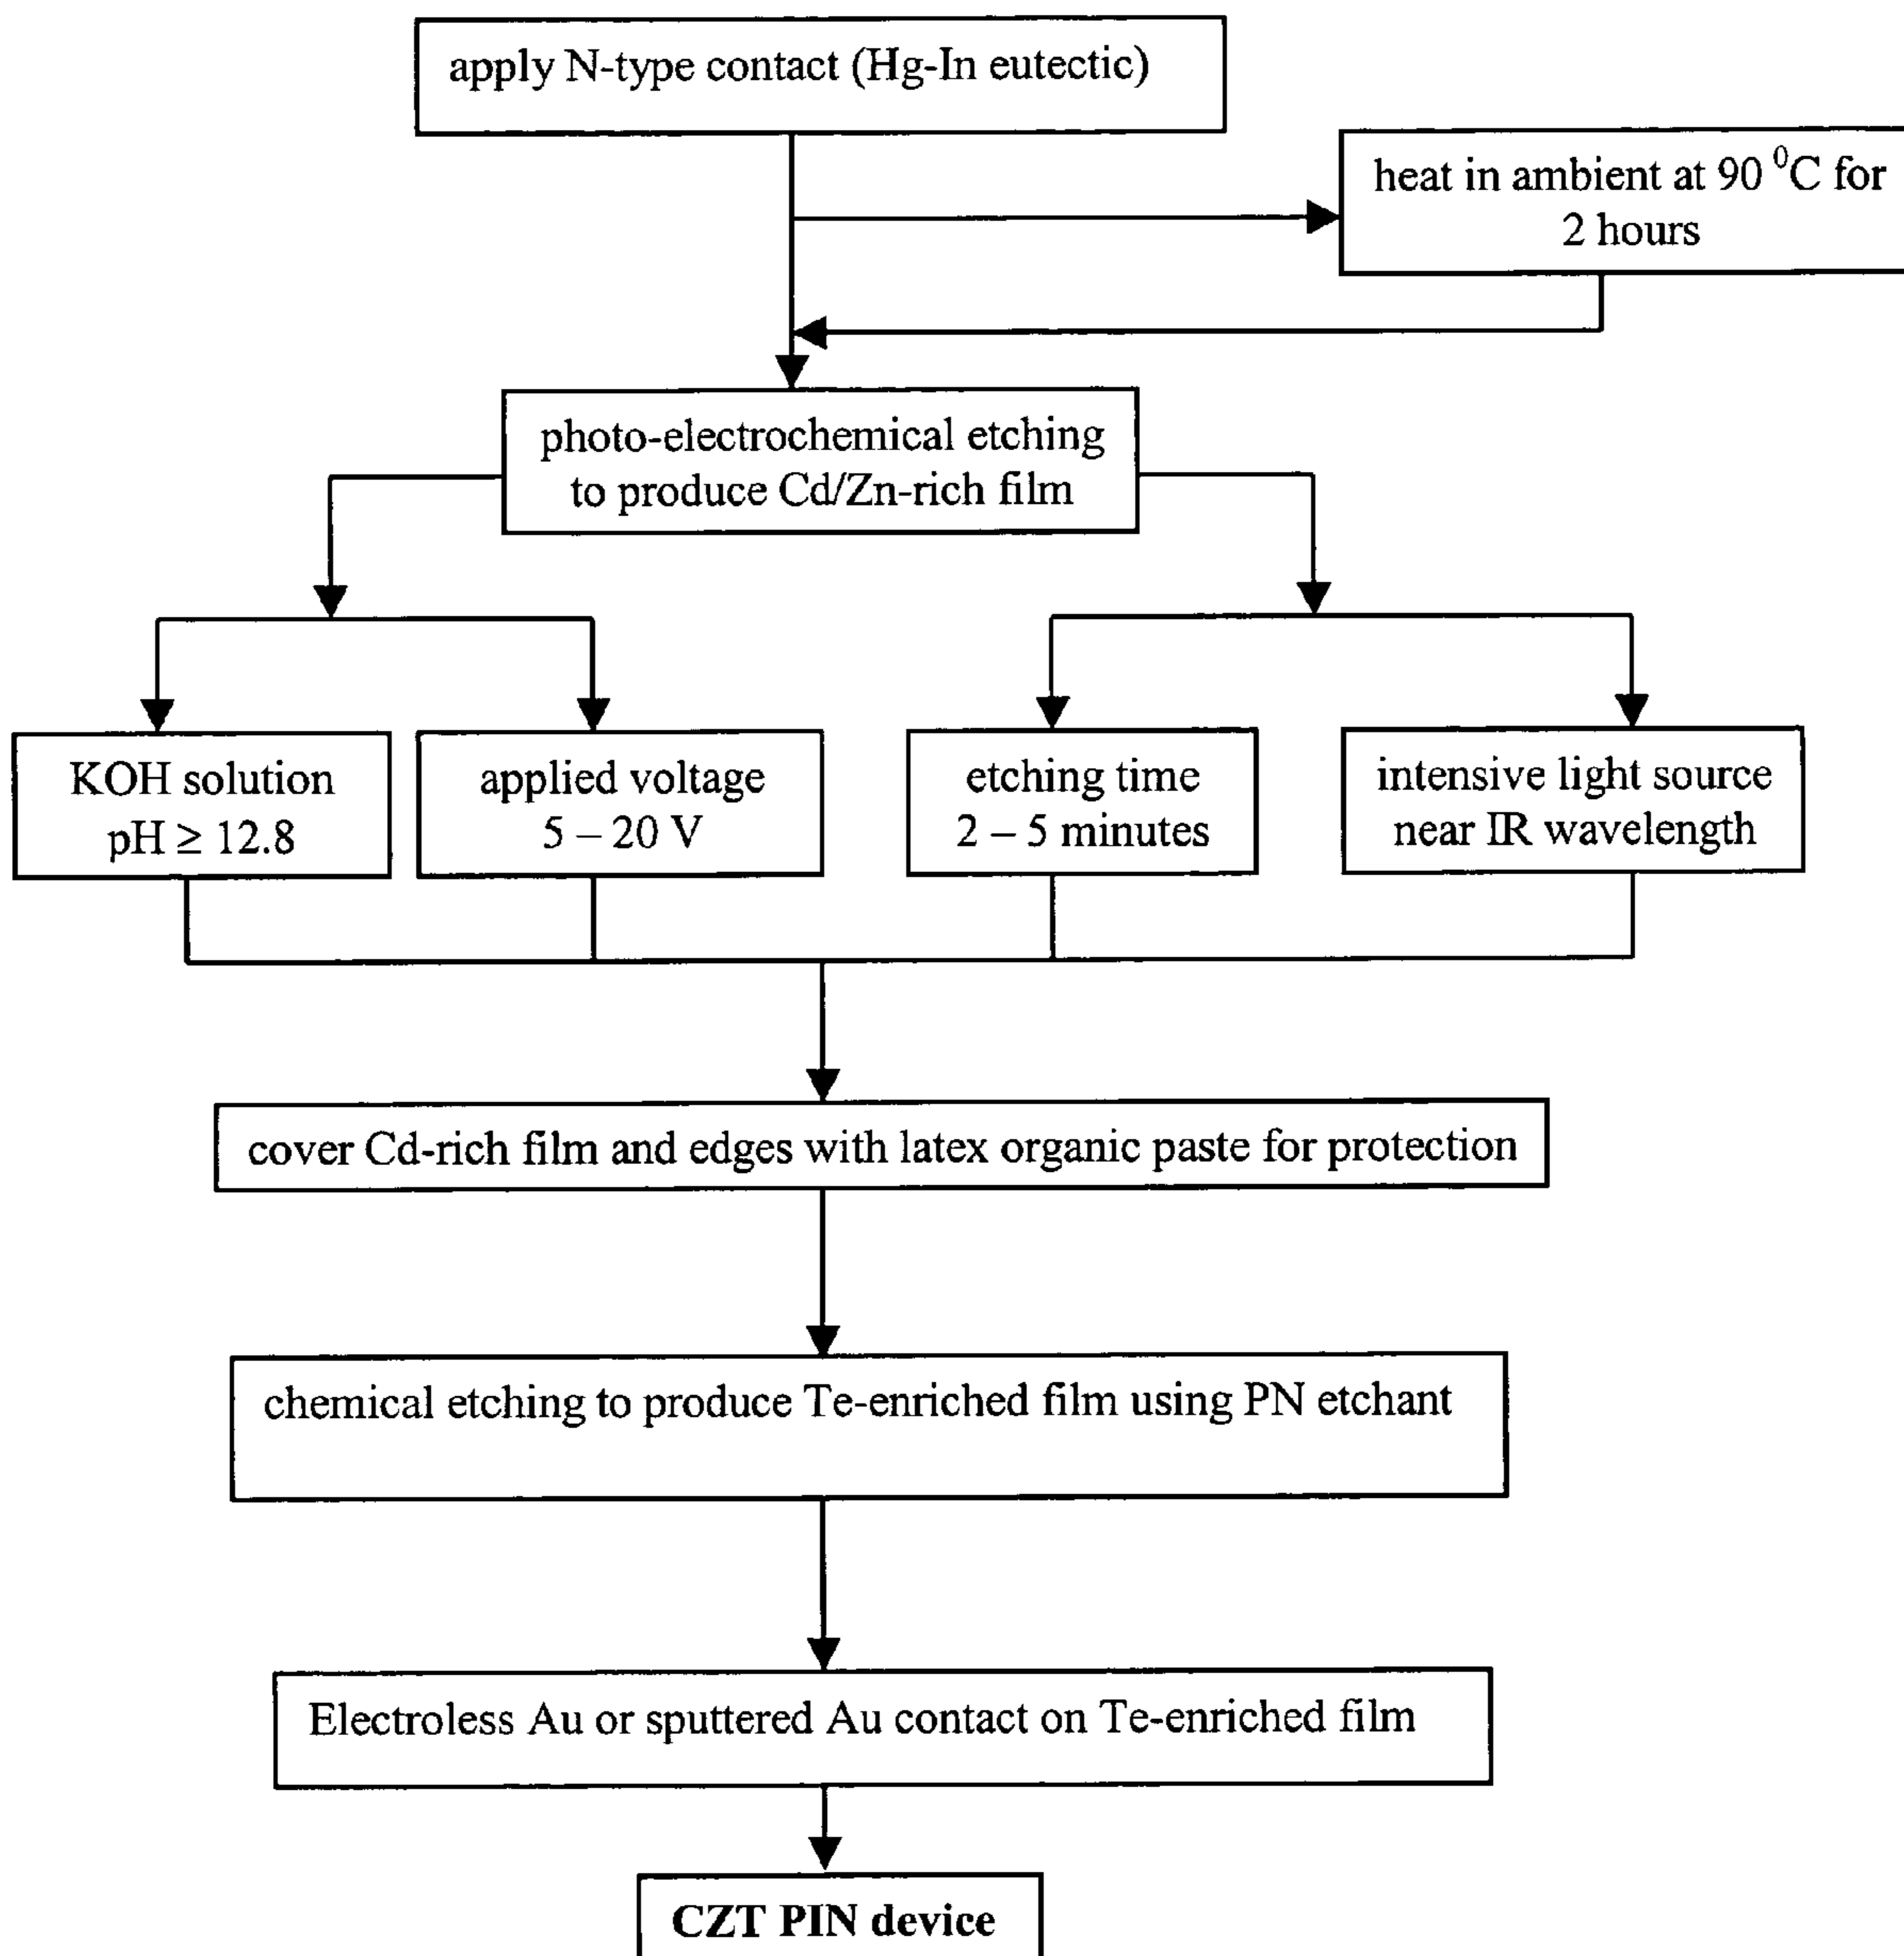 apply N-type contact (Hg-In eutectic)
heat in ambient at 90 ⁰C for
2 hours
photo-electrochemical etching
to produce Cd/Zn-rich film
KOH solution
pH ≥ 12.8
applied voltage
5 – 20 V
etching time
2 – 5 minutes
intensive light source
near IR wavelength
cover Cd-rich film and edges with latex organic paste for protection
chemical etching to produce Te-enriched film using PN etchant
Electroless Au or sputtered Au contact on Te-enriched film
CZT PIN device